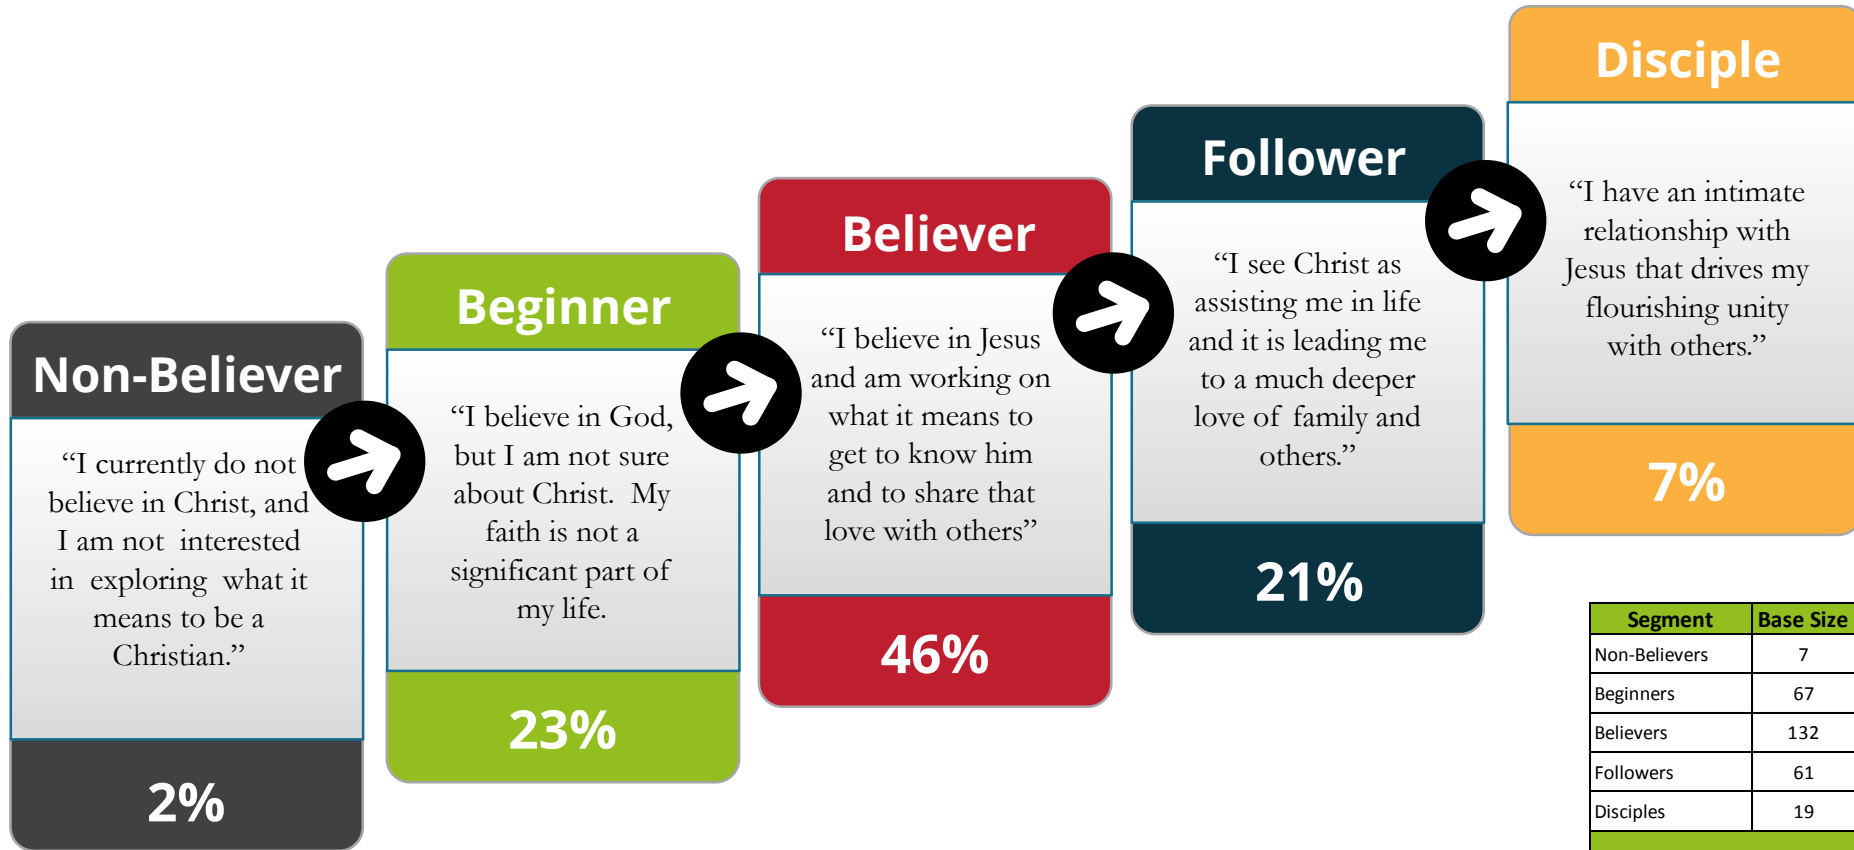 Non-Believer
“I currently do not
believe in Christ, and
I am not interested
in exploring what it
means to be a
Christian.”
2%
Beginner
“I believe in God,
but I am not sure
about Christ. My
faith is not a
significant part of
my life.
23%
Believer
“I believe in Jesus
and am working on
what it means to
get to know him
and to share that
love with others”
46%
Follower
“I see Christ as
assisting me in life
and it is leading me
to a much deeper
love of family and
others.”
21%
Disciple
“I have an intimate
relationship with
Jesus that drives my
flourishing unity
with others.”
7%
Segment Base Size
Non-Believers 7
Beginners 67
Believers 132
Followers 61
Disciples 19